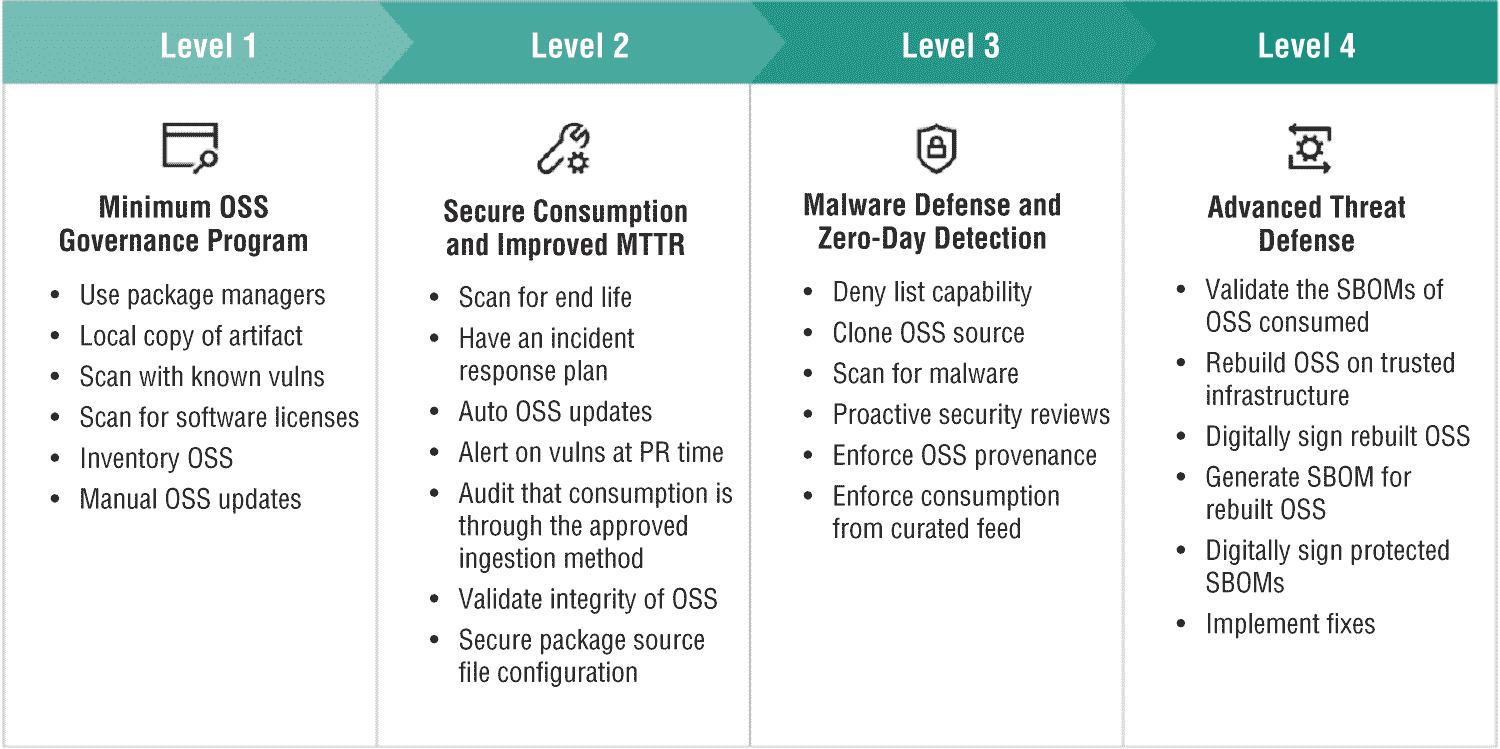 Level 1
Level 2
Level 3
Level 4
Minimum OSS
Governance Program
• Use package managers
• Local copy of artifact
• Scan with known vulns
• Scan for software licenses
• Inventory OSS
• Manual OSS updates
Secure Consumption
and Improved MTTR
• Scan for end life
• Have an incident
response plan
• Auto OSS updates
• Alert on vulns at PR time
• Audit that consumption is
through the approved
ingestion method
• Validate integrity of OSS
• Secure package source
file configuration
Malware Defense and
Zero-Day Detection
• Deny list capability
• Clone OSS source
• Scan for malware
• Proactive security reviews
• Enforce OSS provenance
• Enforce consumption
from curated feed
Advanced Threat
Defense
• Validate the SBOMs of
OSS consumed
• Rebuild OSS on trusted
infrastructure
• Digitally sign rebuilt OSS
• Generate SBOM for
rebuilt OSS
• Digitally sign protected
SBOMs
• Implement fixes